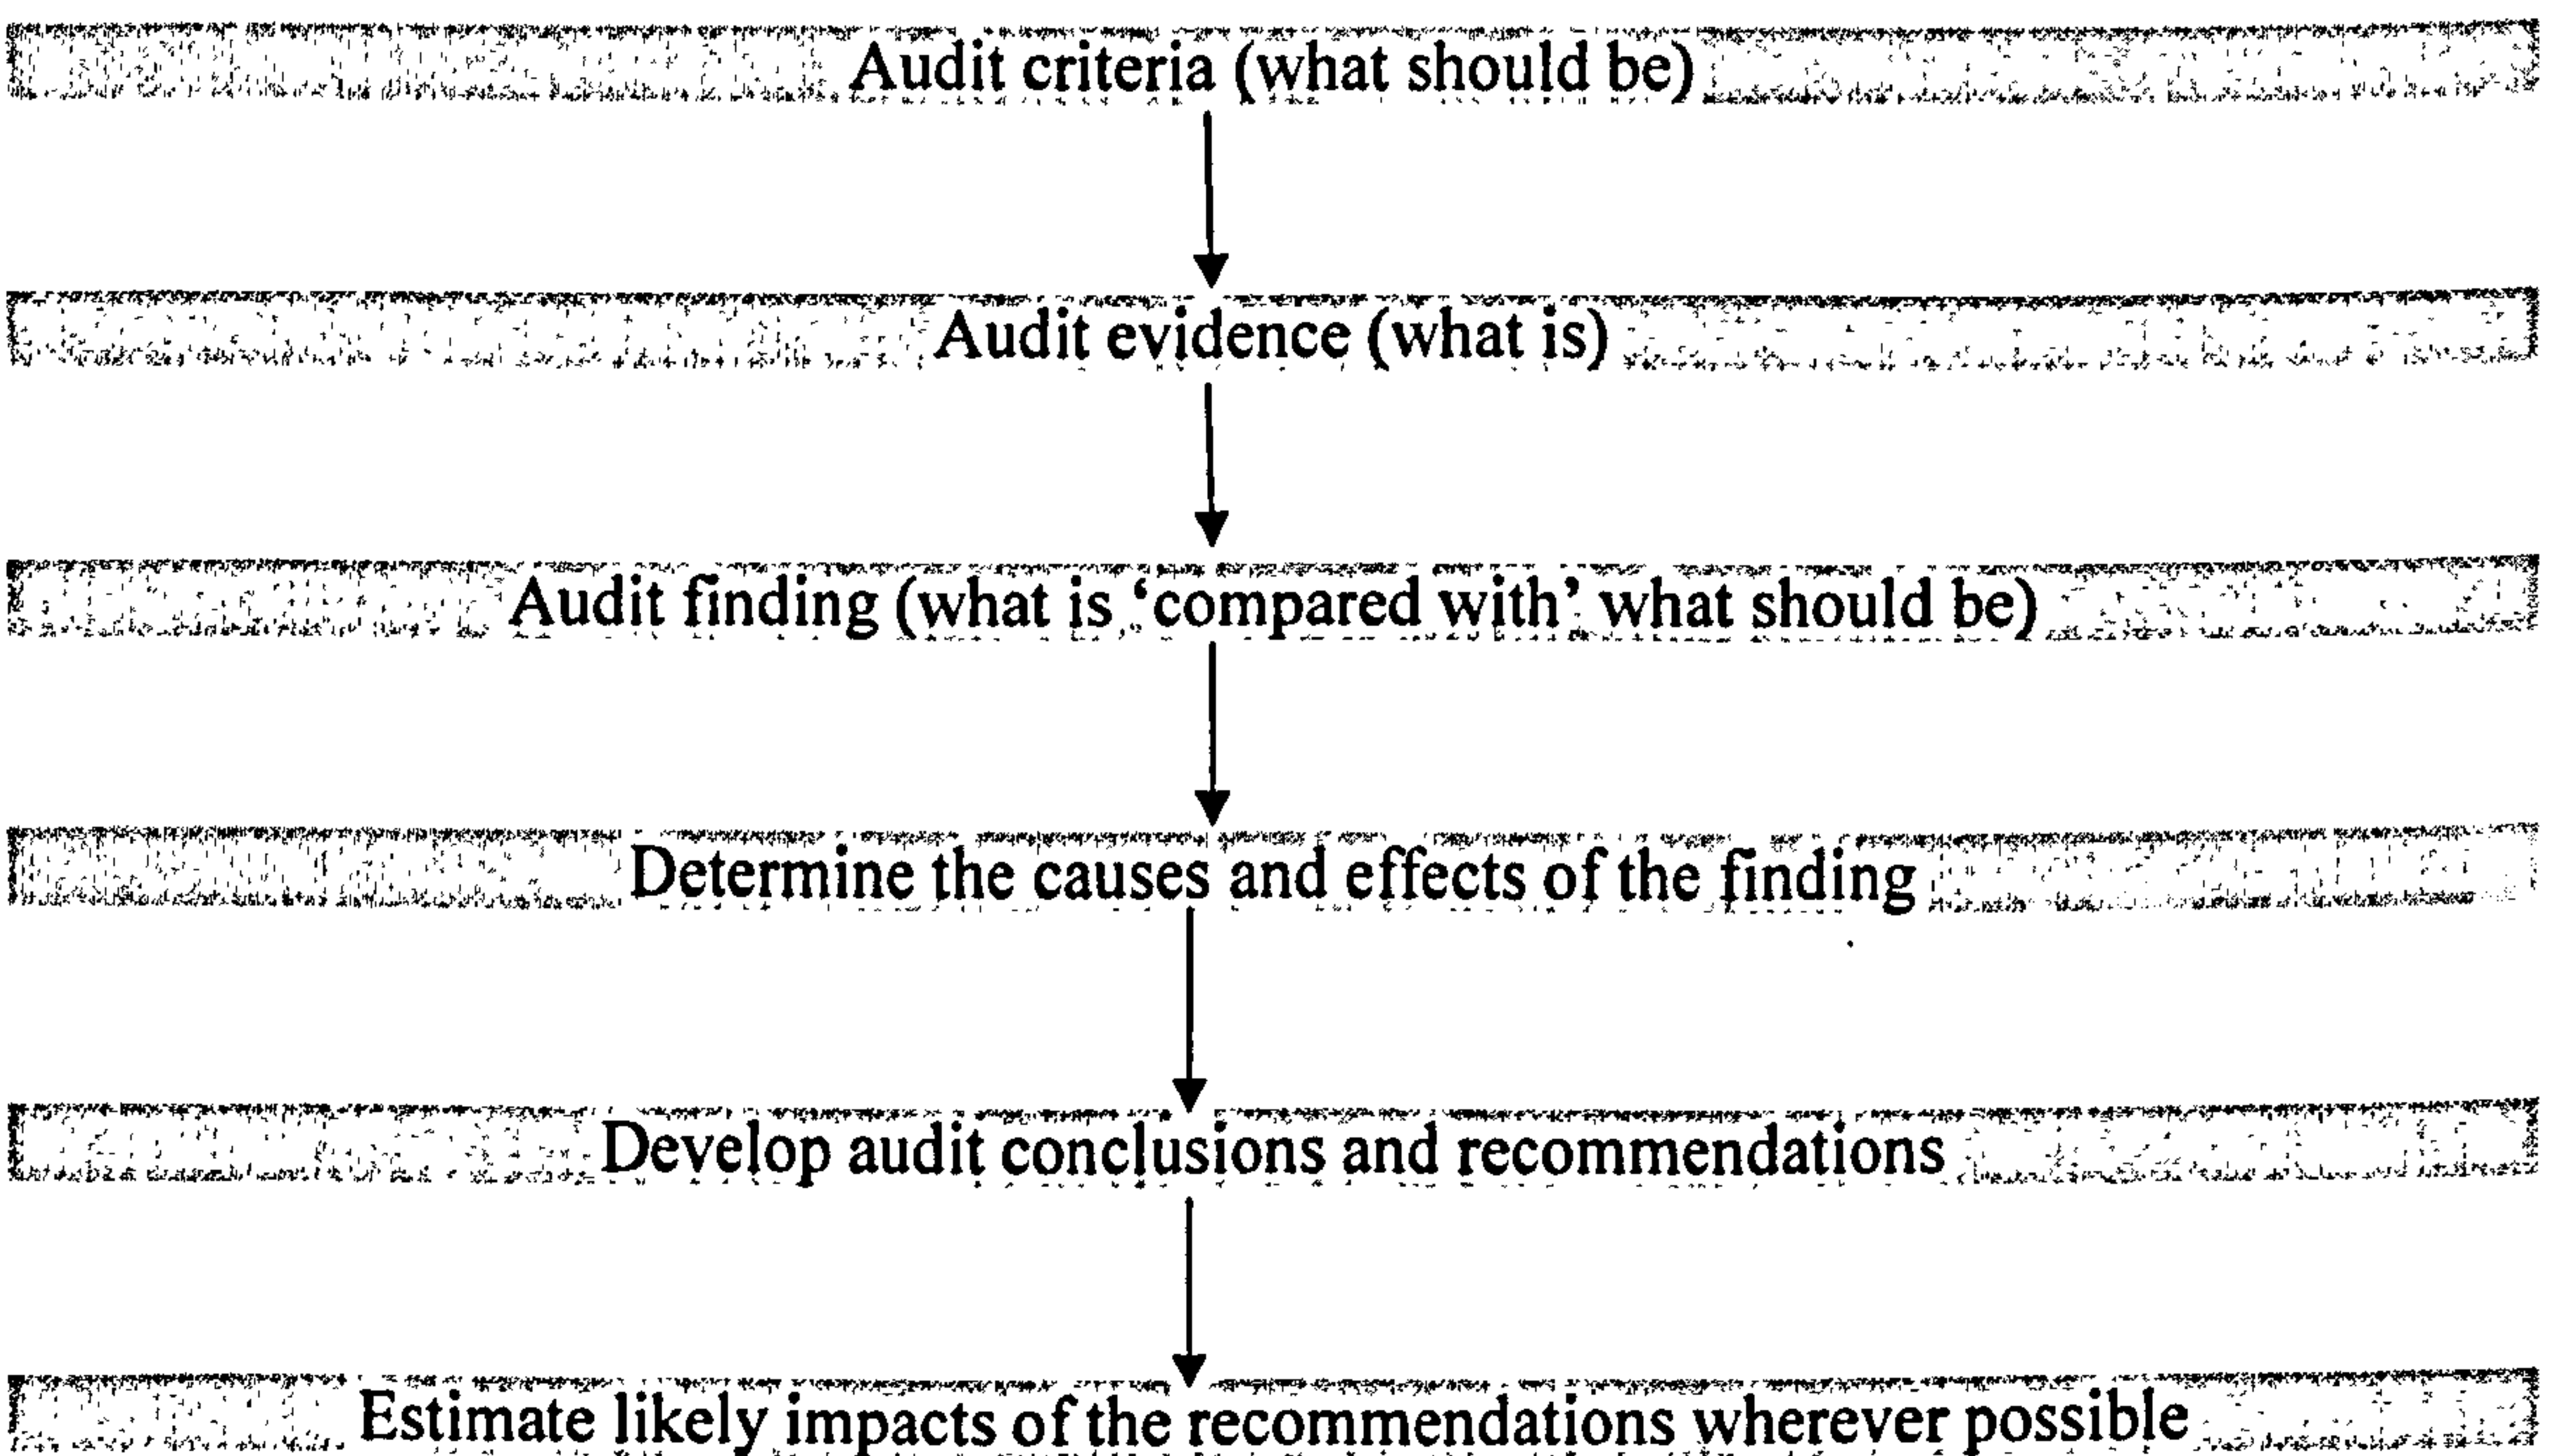 Audit criteria (what should be)
Audit evidence (what is)
Audit finding (what is ‘compared with’ what should be)
Determine the causes and effects of the finding
Develop audit conclusions and recommendations
Estimate likely impacts of the recommendations wherever possible